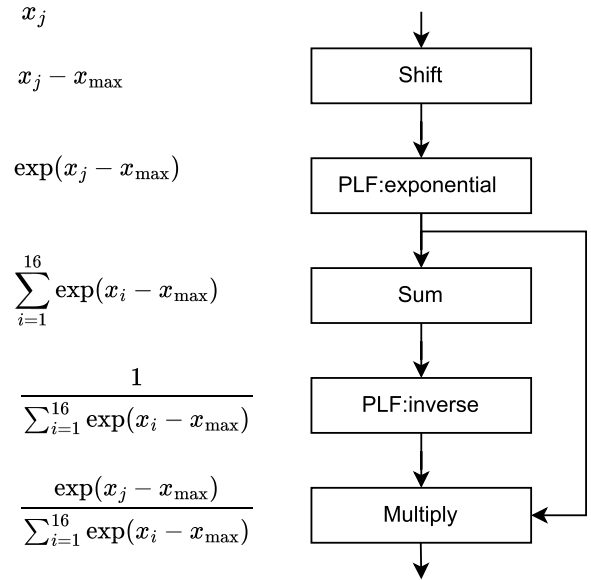 x_j
x_j − x_max Shift
exp(x_j − x_max) PLF:exponential
∑_{i=1}^{16} exp(x_i − x_max) Sum
1 / ∑_{i=1}^{16} exp(x_i − x_max) PLF:inverse
exp(x_j − x_max) / ∑_{i=1}^{16} exp(x_i − x_max) Multiply